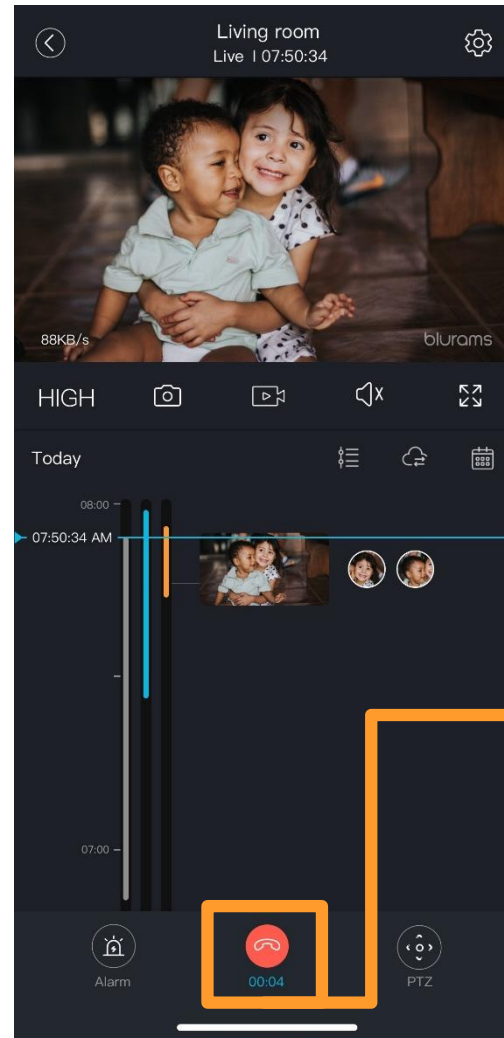 Living room
Live | 07:50:34
88KB/s
blurams
HIGH
Today
08:00
07:50:34 AM
07:00
Alarm
00:04
PTZ